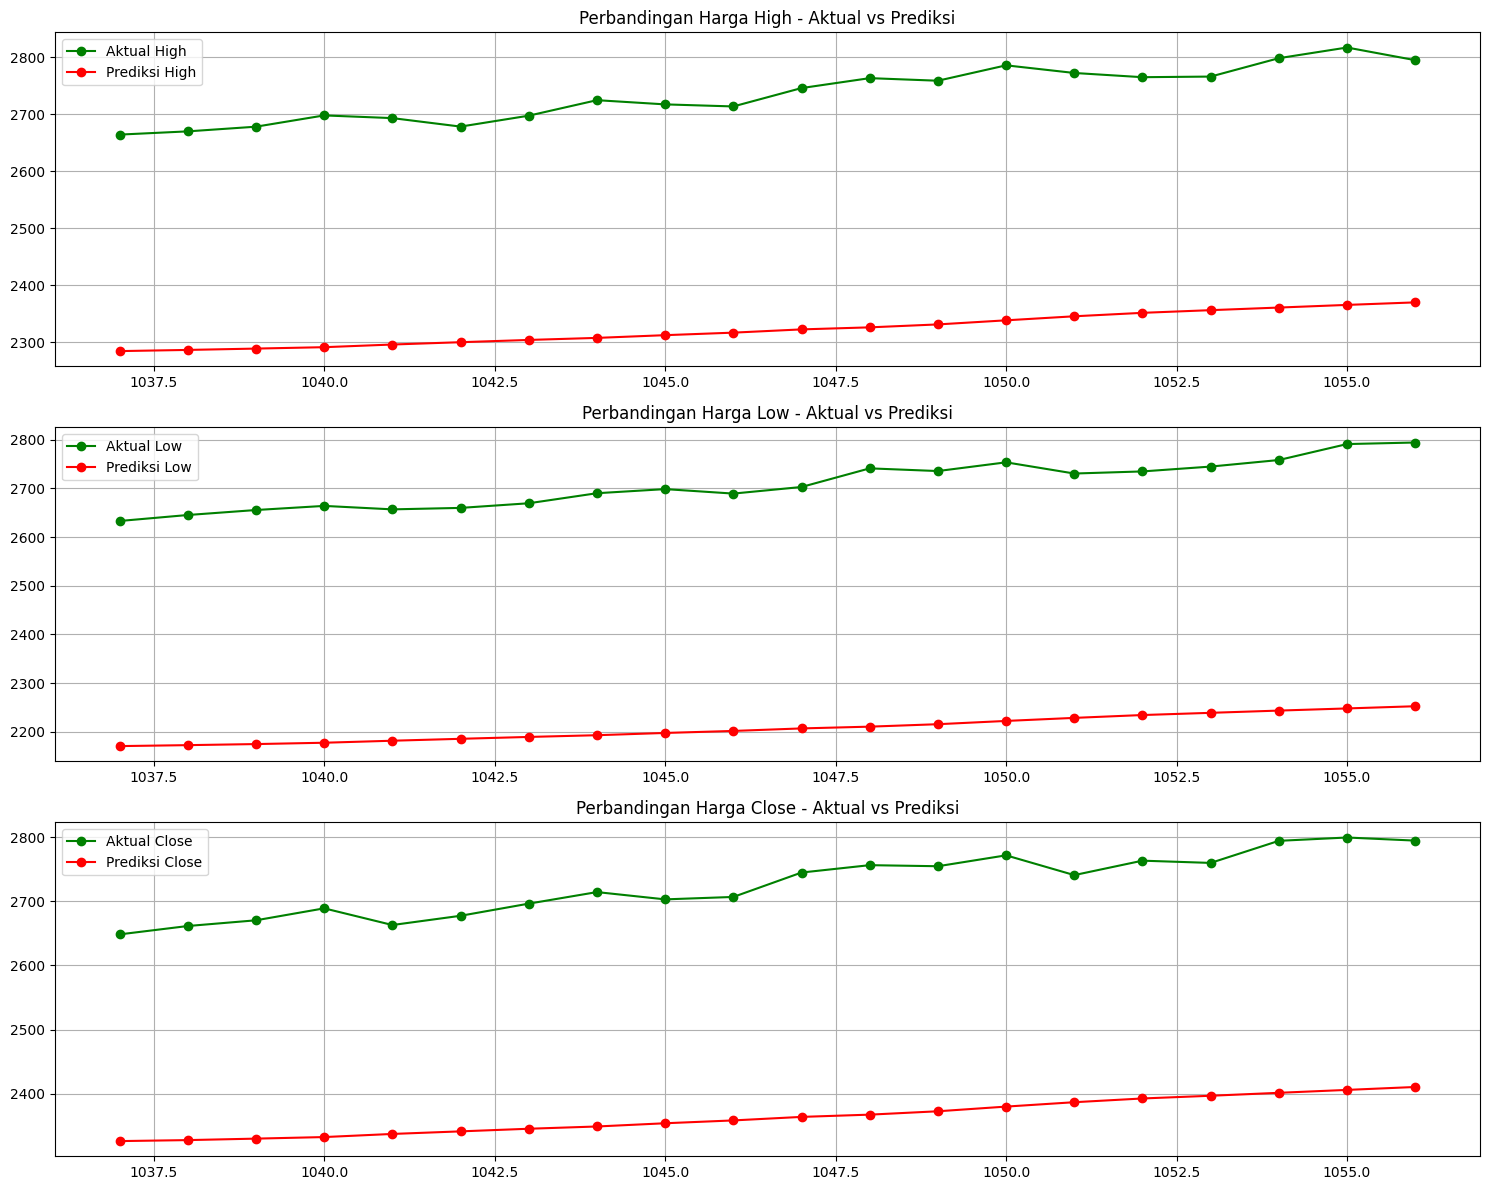 Perbandingan Harga High - Aktual vs Prediksi
Aktual High
Prediksi High
2800
2700
2600
2500
2400
2300
1037.5 1040.0 1042.5 1045.0 1047.5 1050.0 1052.5 1055.0
Perbandingan Harga Low - Aktual vs Prediksi
Aktual Low
Prediksi Low
2800
2700
2600
2500
2400
2300
2200
1037.5 1040.0 1042.5 1045.0 1047.5 1050.0 1052.5 1055.0
Perbandingan Harga Close - Aktual vs Prediksi
Aktual Close
Prediksi Close
2800
2700
2600
2500
2400
1037.5 1040.0 1042.5 1045.0 1047.5 1050.0 1052.5 1055.0